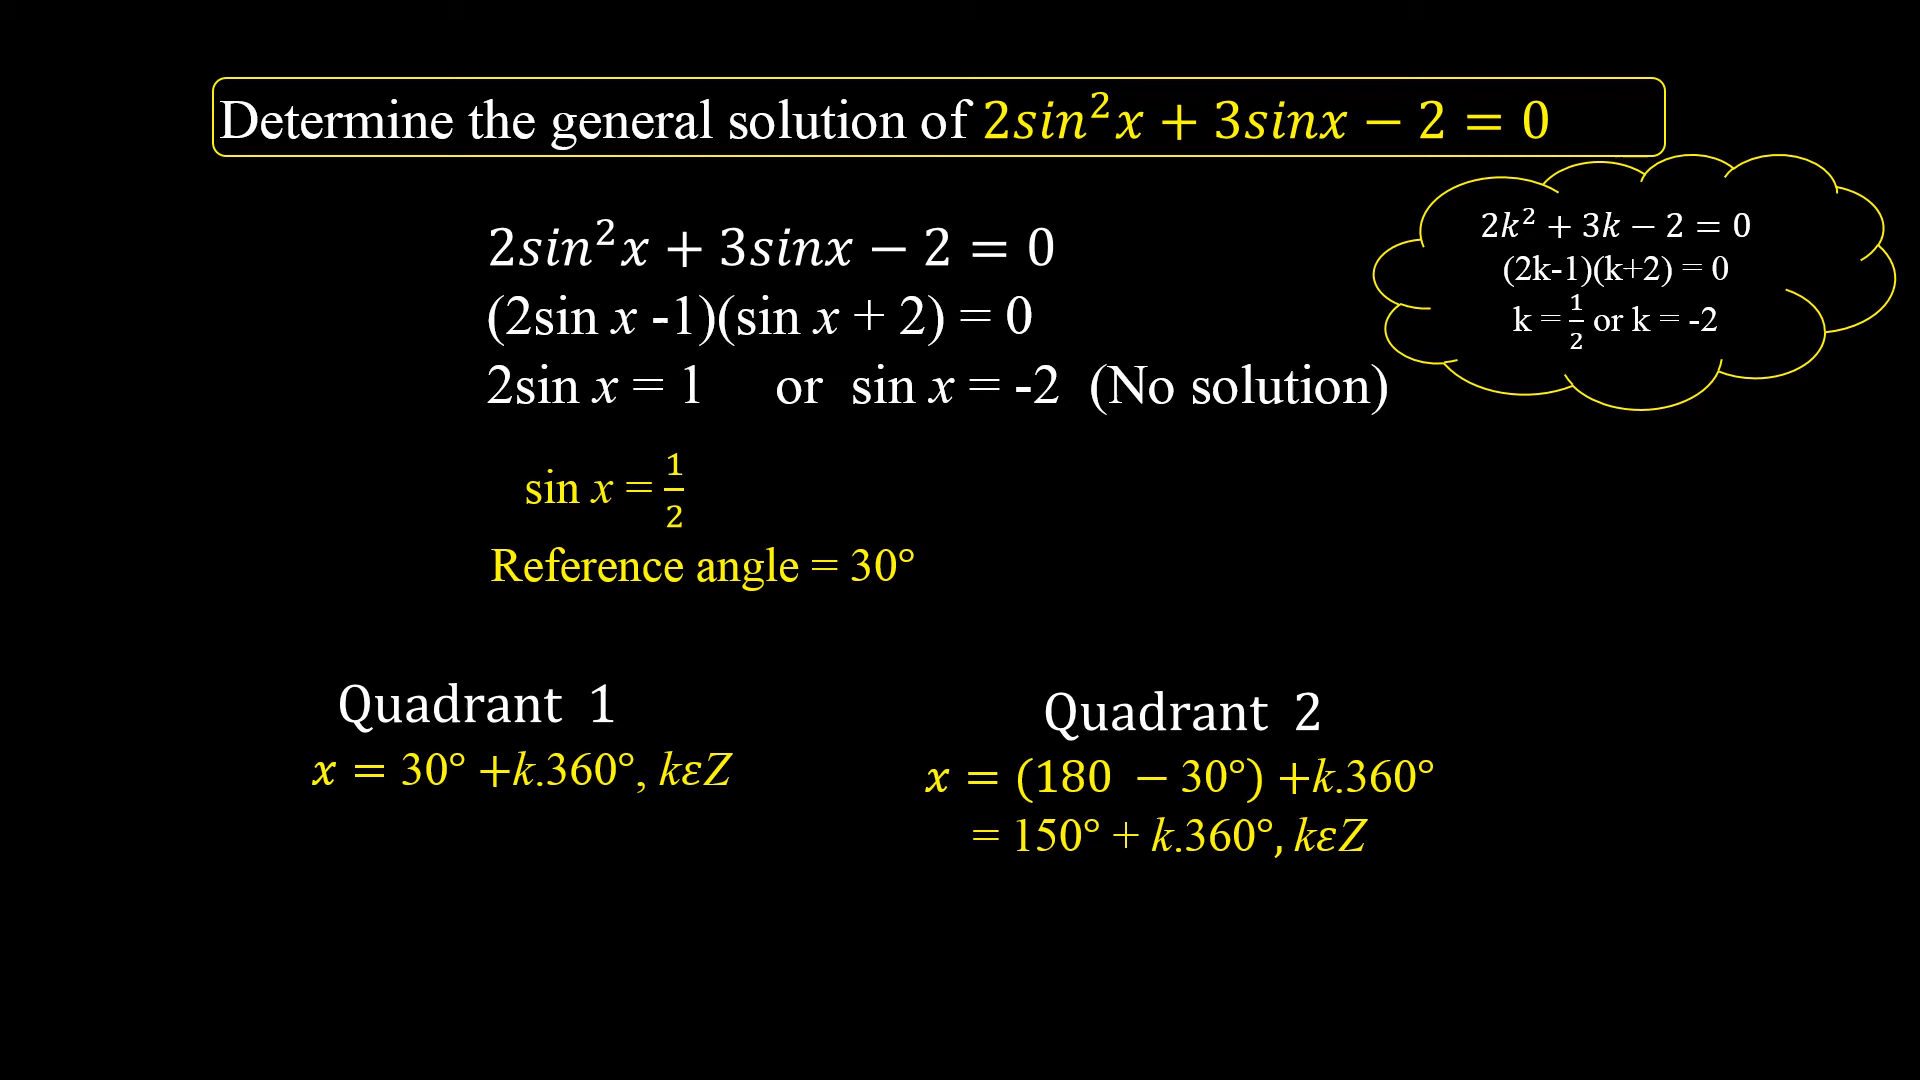 Determine the general solution of 2sin²x + 3sinx − 2 = 0
2k² + 3k − 2 = 0
(2k-1)(k+2) = 0
k = 1/2 or k = -2
2sin²x + 3sinx − 2 = 0
(2sin x -1)(sin x + 2) = 0
2sin x = 1 or sin x = -2 (No solution)
sin x = 1/2
Reference angle = 30°
Quadrant 1
x = 30° +k.360°, kεZ
Quadrant 2
x = (180 − 30°) +k.360°
= 150° + k.360°, kεZ